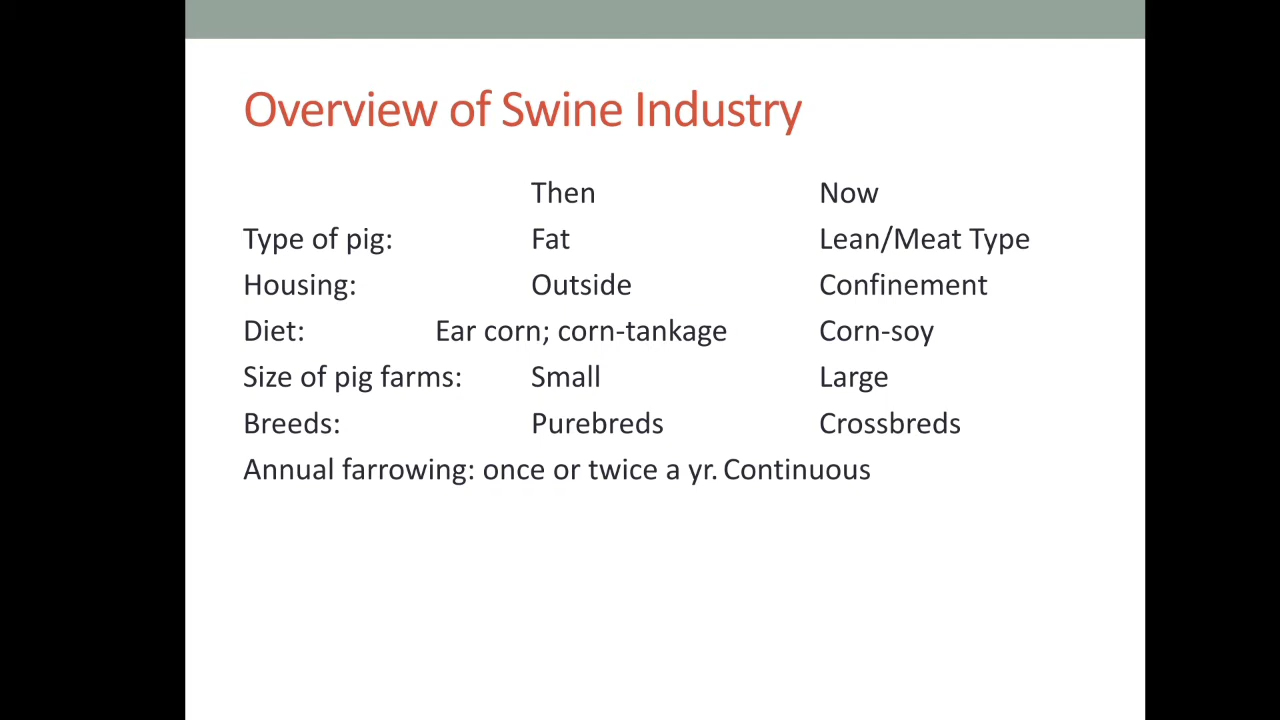 Overview of Swine Industry
Then Now
Type of pig: Fat Lean/Meat Type
Housing: Outside Confinement
Diet: Ear corn; corn-tankage Corn-soy
Size of pig farms: Small Large
Breeds: Purebreds Crossbreds
Annual farrowing: once or twice a yr. Continuous